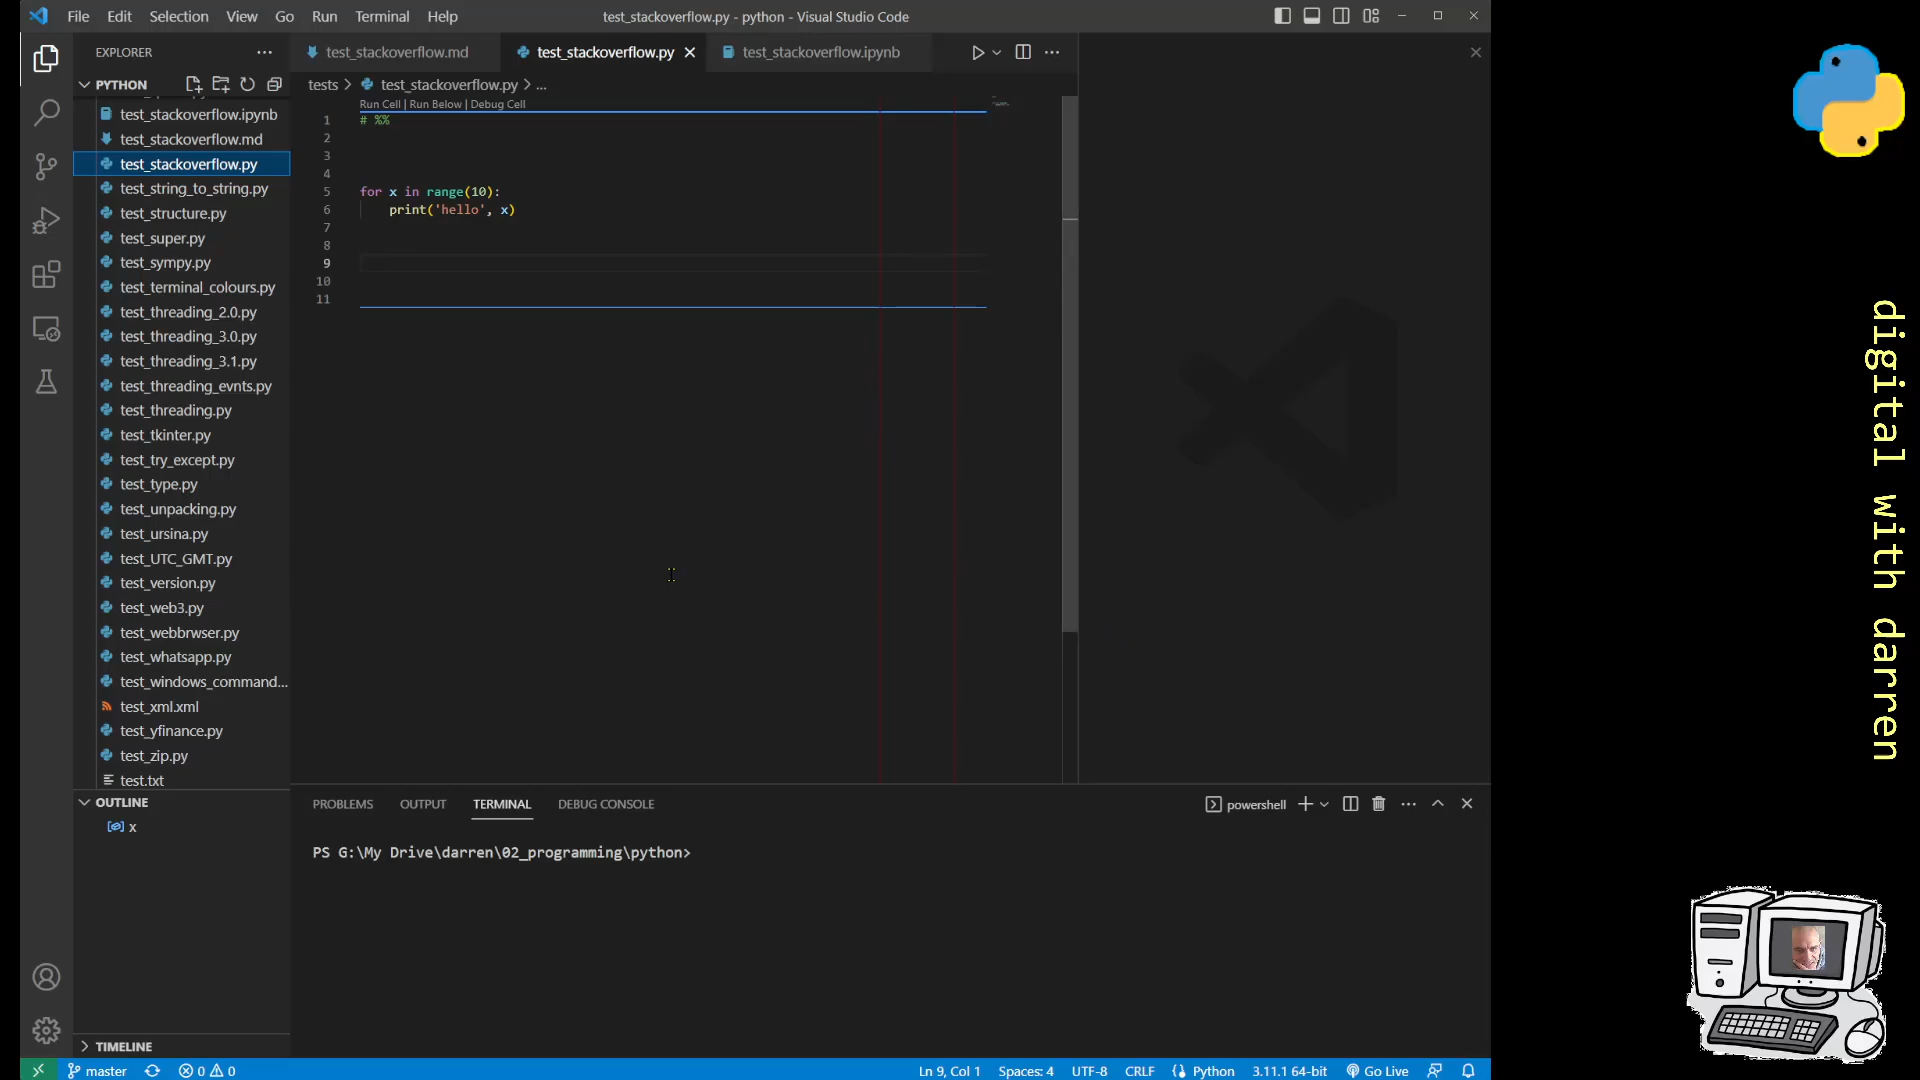 File Edit Selection View Go Run Terminal Help
test_stackoverflow.py - python - Visual Studio Code
EXPLORER
PYTHON
test_stackoverflow.ipynb
test_stackoverflow.md
test_stackoverflow.py
test_string_to_string.py
test_structure.py
test_super.py
test_sympy.py
test_terminal_colours.py
test_threading_2.0.py
test_threading_3.0.py
test_threading_3.1.py
test_threading_evnts.py
test_threading.py
test_tkinter.py
test_try_except.py
test_type.py
test_unpacking.py
test_ursina.py
test_UTC_GMT.py
test_version.py
test_web3.py
test_webbrwser.py
test_whatsapp.py
test_windows_command...
test_xml.xml
test_yfinance.py
test_zip.py
test.txt
OUTLINE
x
TIMELINE
test_stackoverflow.md
test_stackoverflow.py
test_stackoverflow.ipynb
tests > test_stackoverflow.py > ...
Run Cell | Run Below | Debug Cell
1 # %%
2
3
4
5 for x in range(10):
6 print('hello', x)
7
8
9
10
11
PROBLEMS OUTPUT TERMINAL DEBUG CONSOLE
powershell
PS G:\My Drive\darren\02_programming\python>
master 0 0
Ln 9, Col 1 Spaces: 4 UTF-8 CRLF Python 3.11.1 64-bit Go Live
digital with darren